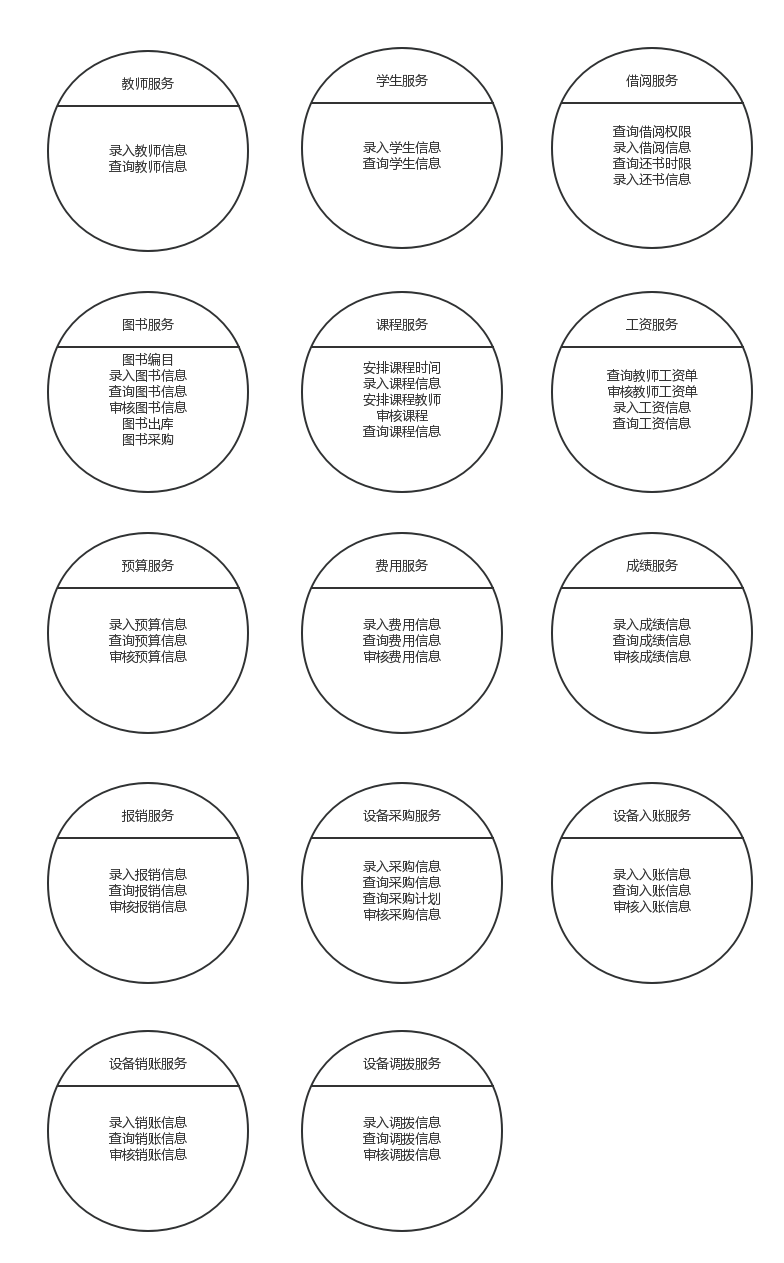 教师服务
录入教师信息
查询教师信息
学生服务
录入学生信息
查询学生信息
借阅服务
查询借阅权限
录入借阅信息
查询还书时限
录入还书信息
图书服务
图书编目
录入图书信息
查询图书信息
审核图书信息
图书出库
图书采购
课程服务
安排课程时间
录入课程信息
安排课程教师
审核课程
查询课程信息
工资服务
查询教师工资单
审核教师工资单
录入工资信息
查询工资信息
预算服务
录入预算信息
查询预算信息
审核预算信息
费用服务
录入费用信息
查询费用信息
审核费用信息
成绩服务
录入成绩信息
查询成绩信息
审核成绩信息
报销服务
录入报销信息
查询报销信息
审核报销信息
设备采购服务
录入采购信息
查询采购信息
查询采购计划
审核采购信息
设备入账服务
录入入账信息
查询入账信息
审核入账信息
设备销账服务
录入销账信息
查询销账信息
审核销账信息
设备调拨服务
录入调拨信息
查询调拨信息
审核调拨信息